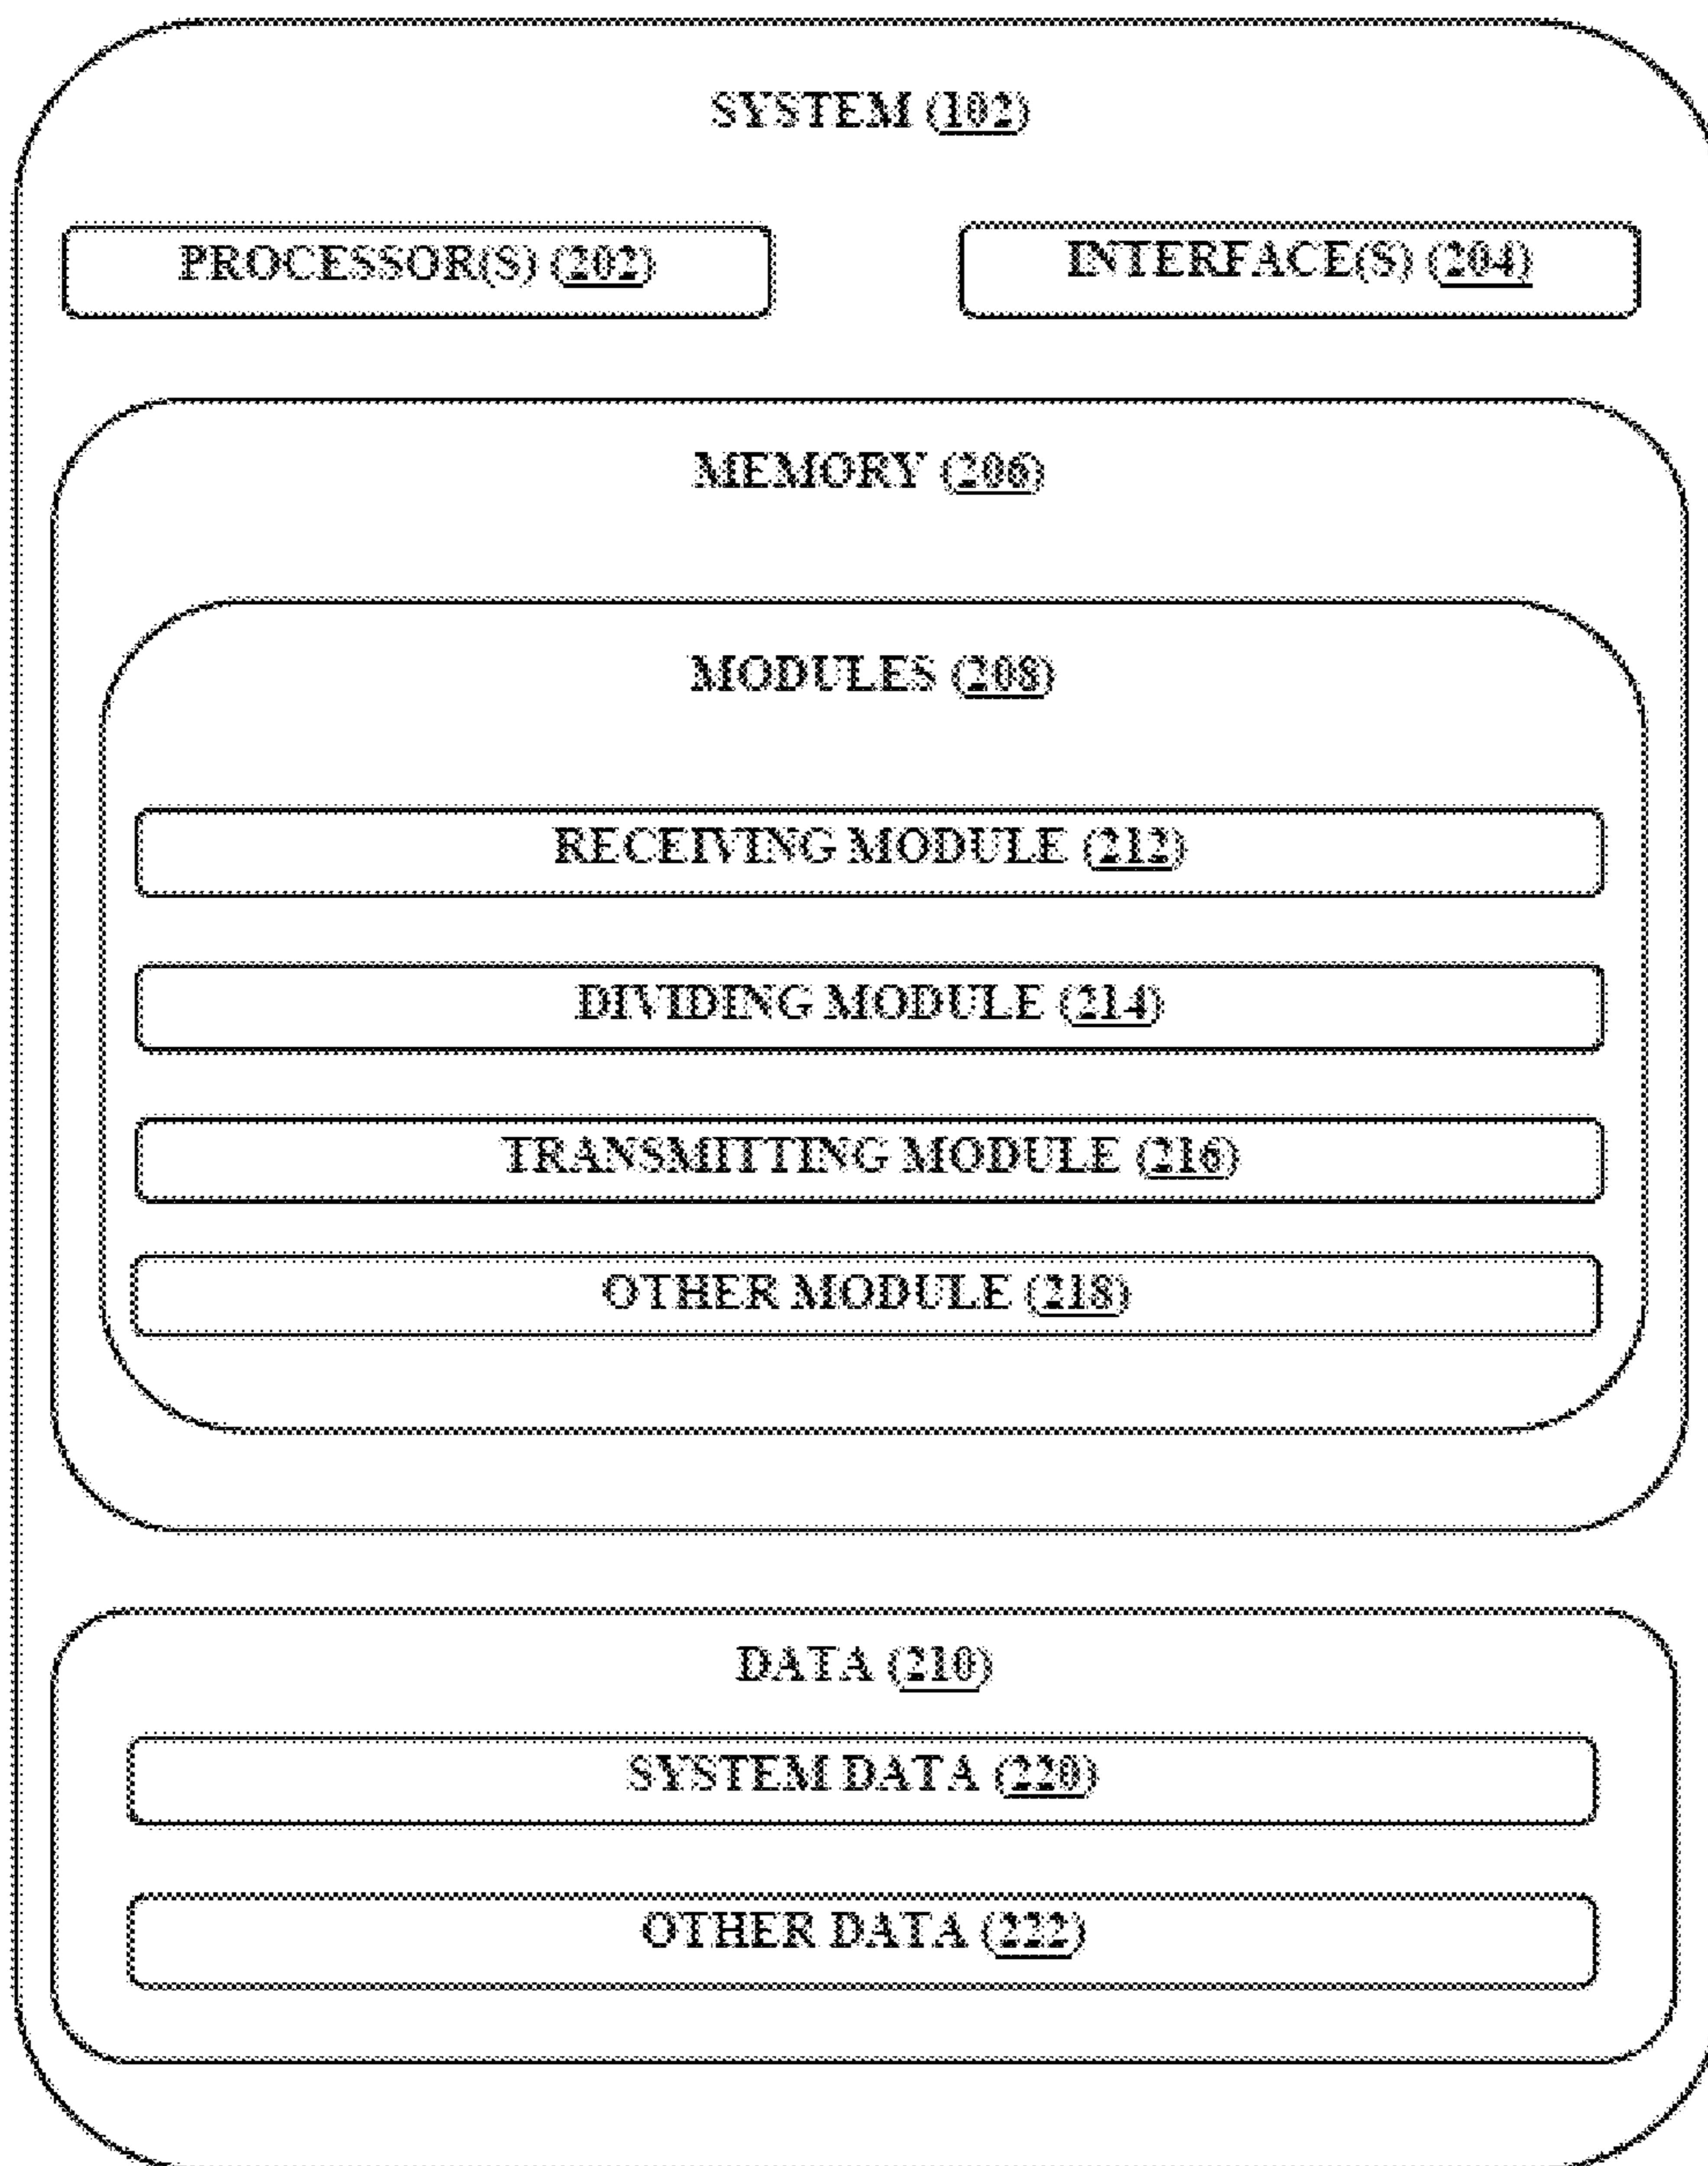 SYSTEM (102)
PROCESSOR(S) (202)
INTERFACE(S) (204)
MEMORY (206)
MODULES (208)
RECEIVING MODULE (212)
DIVIDING MODULE (214)
TRANSMITTING MODULE (216)
OTHER MODULE (218)
DATA (210)
SYSTEM DATA (220)
OTHER DATA (222)